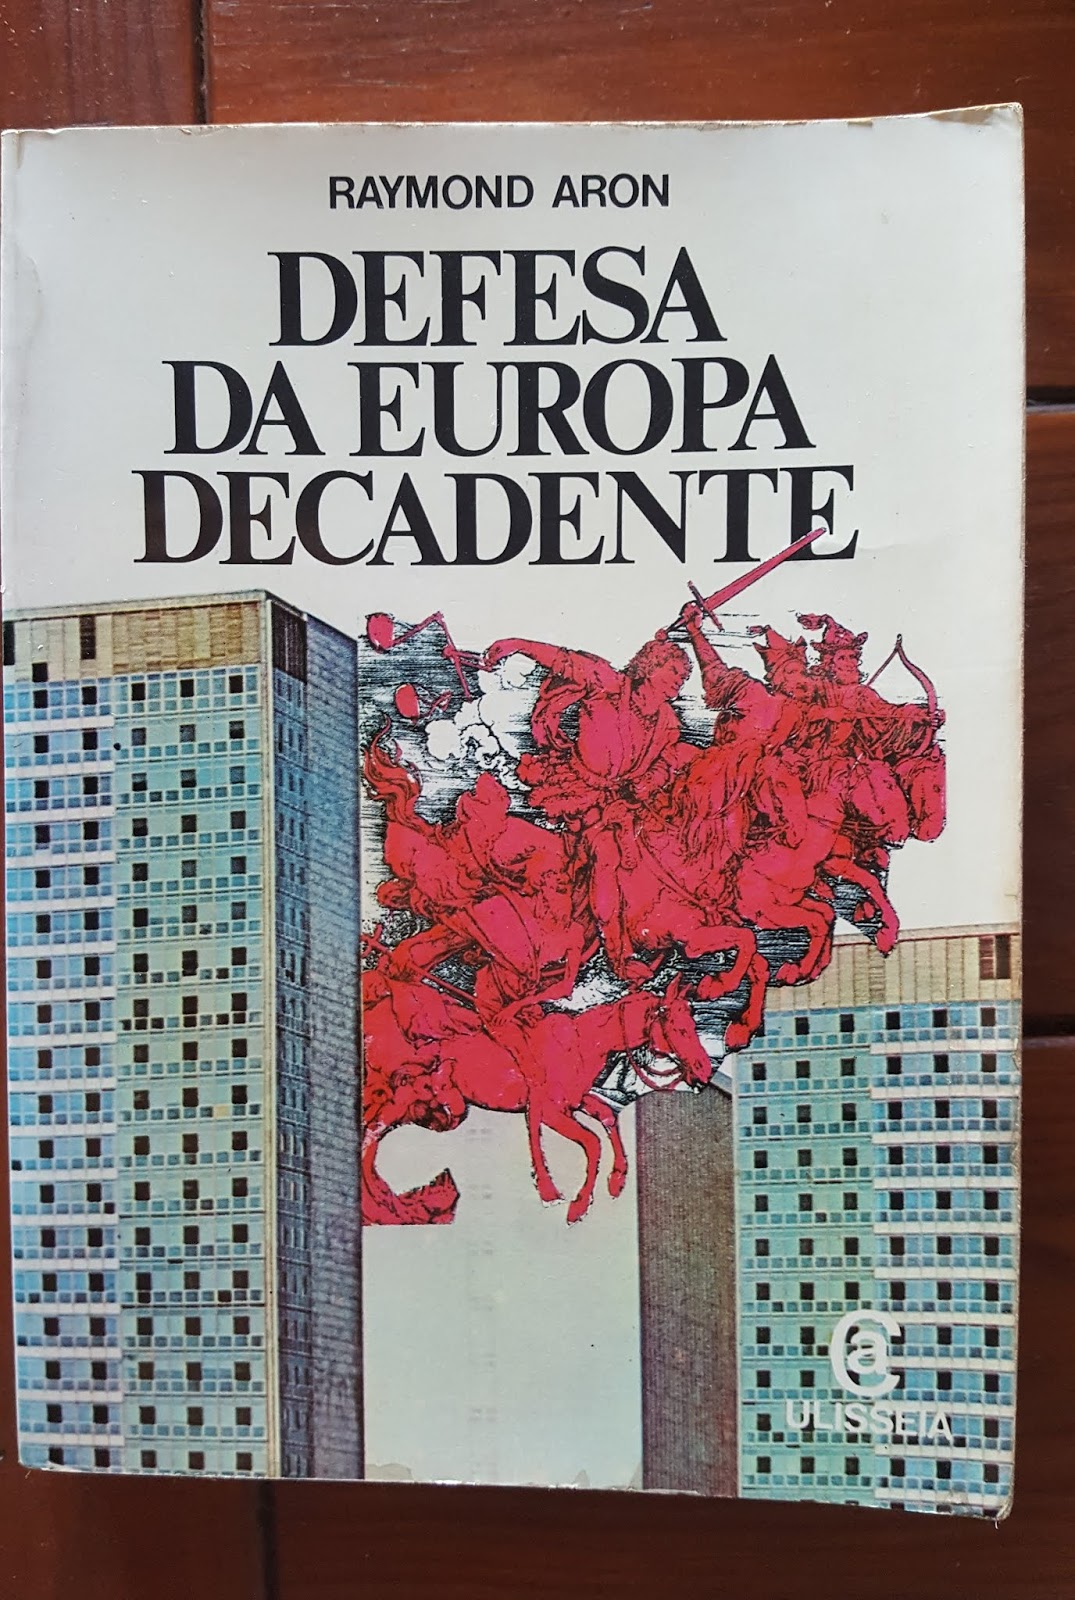 RAYMOND ARON
DEFESA
DA EUROPA
DECADENTE
ULISSEIA